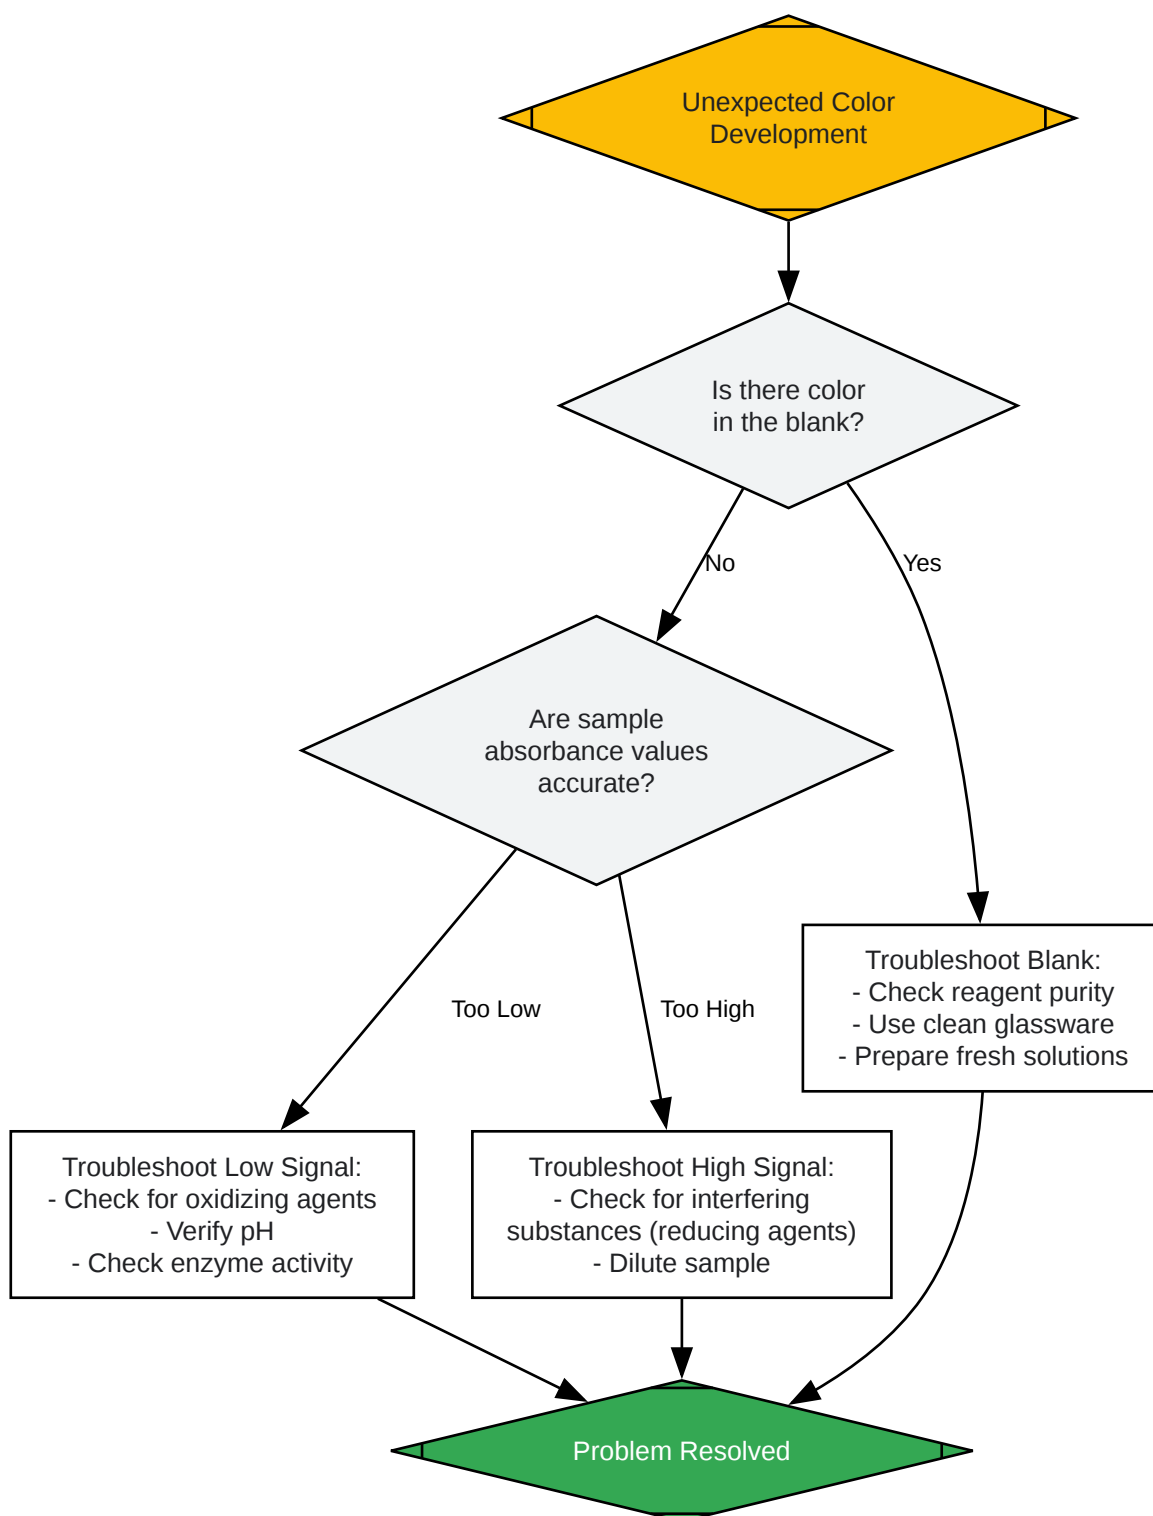 Unexpected Color
Development
Is there color
in the blank?
No
Yes
Are sample
absorbance values
accurate?
Too Low
Too High
Troubleshoot Blank:
- Check reagent purity
- Use clean glassware
- Prepare fresh solutions
Troubleshoot Low Signal:
- Check for oxidizing agents
- Verify pH
- Check enzyme activity
Troubleshoot High Signal:
- Check for interfering
substances (reducing agents)
- Dilute sample
Problem Resolved